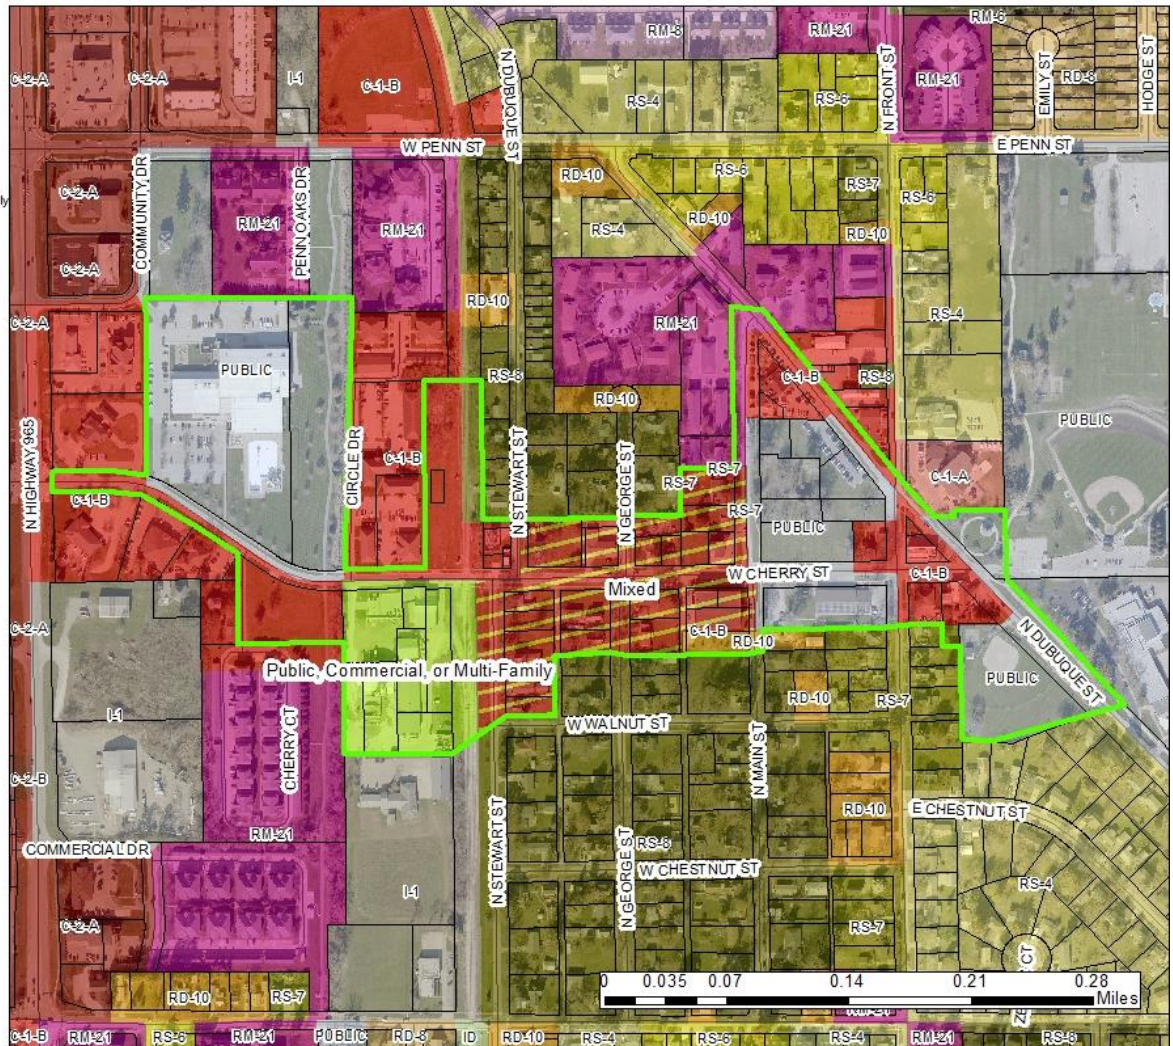 RM-8
RM-21
RM-6
C-2-A
C-2-A
I-1
C-1-B
N DUBUQUE ST
RS-4
RS-6
N FRONT ST
RM-21
EMILY ST
RD-8
HODGE ST
W PENN ST
E PENN ST
ly
C-2-A
COMMUNITY DR
RM-21
PENN OAKS DR
RM-21
RD-10
RS-6
RS-7
RS-6
RD-10
RS-4
RD-10
C-2-A
C-2-A
PUBLIC
RD-10
RM-21
RS-4
RS-8
C-1-B
RS-8
RD-10
PUBLIC
N HIGHWAY 965
C-1-B
CIRCLE DR
C-1-B
N STEWART ST
N GEORGE ST
RS-7
RS-7
RS-7
C-1-A
PUBLIC
W CHERRY ST
C-1-B
Mixed
C-2-A
C-1-B
RD-10
N DUBUQUE ST
Public, Commercial, or Multi-Family
PUBLIC
RD-10
RS-7
I-1
CHERRY CT
W WALNUT ST
N MAIN ST
C-2-B
RD-10
E CHESTNUT ST
RM-21
N STEWART ST
N GEORGE ST
RS-8
COMMERCIAL DR
W CHESTNUT ST
RS-4
I-1
C-2-A
RS-7
RD-10
RS-7
0 0.035 0.07 0.14 0.21 0.28
Miles
CT
C-1-B
RM-21
RS-6
RM-21
PUBLIC
RD-8
ID
RD-10
RS-4
RS-6
RM-21
RS-4
RM-21
RS-8